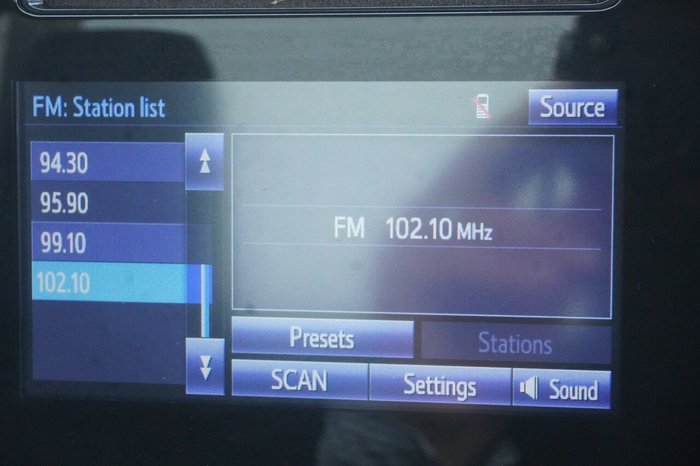 FM: Station list
Source
94.30
95.90
99.10
102.10
FM 102.10 MHz
Presets
Stations
SCAN
Settings
Sound